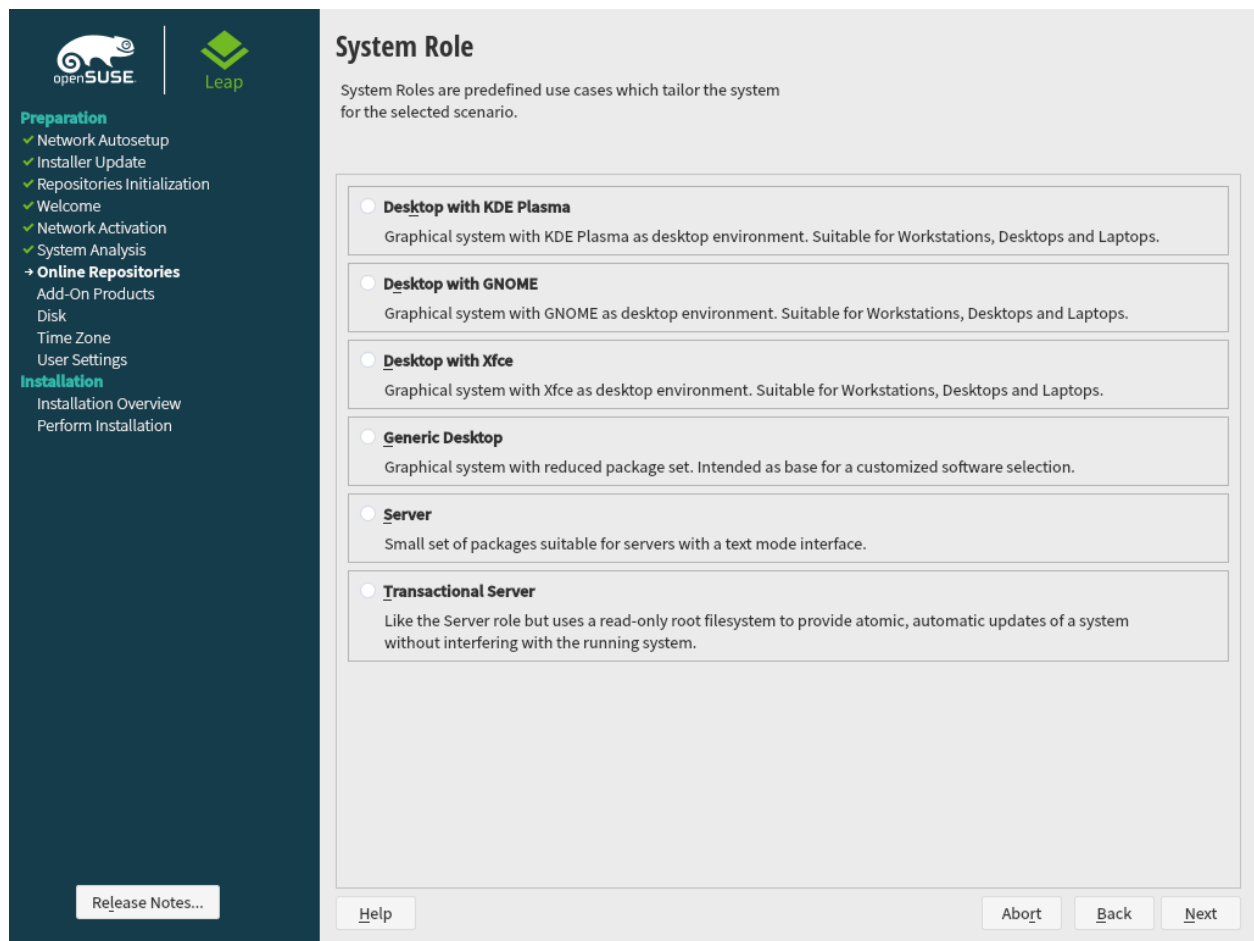 openSUSE.
Leap
Preparation
Network Autosetup
Installer Update
Repositories Initialization
Welcome
Network Activation
System Analysis
Online Repositories
Add-On Products
Disk
Time Zone
User Settings
Installation
Installation Overview
Perform Installation
Release Notes...
System Role
System Roles are predefined use cases which tailor the system
for the selected scenario.
Desktop with KDE Plasma
Graphical system with KDE Plasma as desktop environment. Suitable for Workstations, Desktops and Laptops.
Desktop with GNOME
Graphical system with GNOME as desktop environment. Suitable for Workstations, Desktops and Laptops.
Desktop with Xfce
Graphical system with Xfce as desktop environment. Suitable for Workstations, Desktops and Laptops.
Generic Desktop
Graphical system with reduced package set. Intended as base for a customized software selection.
Server
Small set of packages suitable for servers with a text mode interface.
Transactional Server
Like the Server role but uses a read-only root filesystem to provide atomic, automatic updates of a system
without interfering with the running system.
Help
Abort
Back
Next